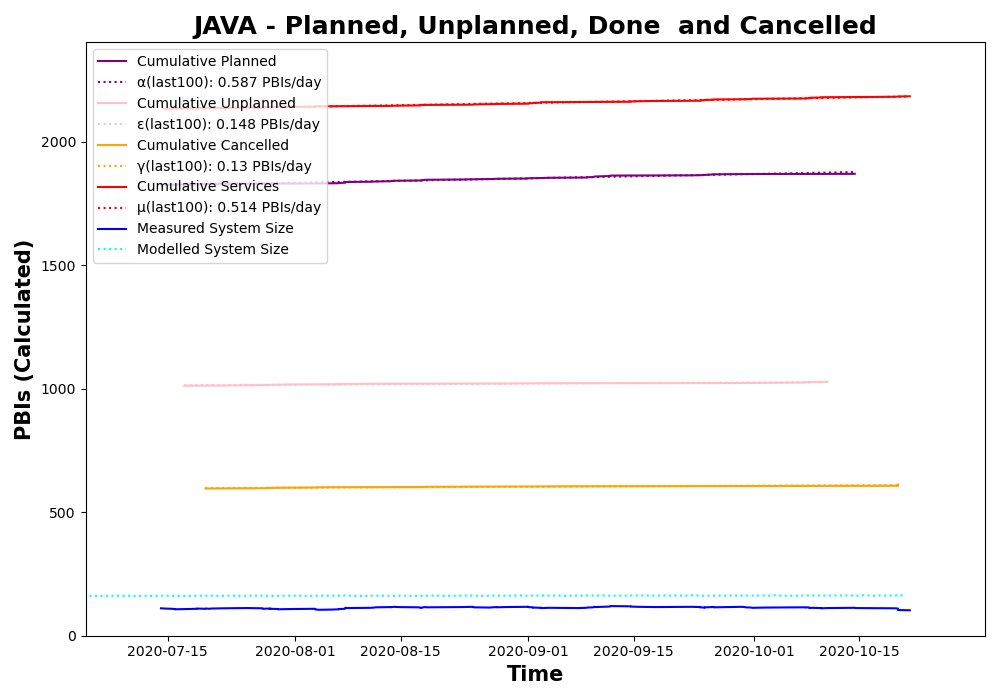 JAVA - Planned, Unplanned, Done  and Cancelled
Cumulative Planned
α(last100): 0.587 PBIs/day
Cumulative Unplanned
ε(last100): 0.148 PBIs/day
Cumulative Cancelled
γ(last100): 0.13 PBIs/day
Cumulative Services
μ(last100): 0.514 PBIs/day
Measured System Size
Modelled System Size
PBIs (Calculated)
2000
1500
1000
500
0
2020-07-15 2020-08-01 2020-08-15 2020-09-01 2020-09-15 2020-10-01 2020-10-15
Time